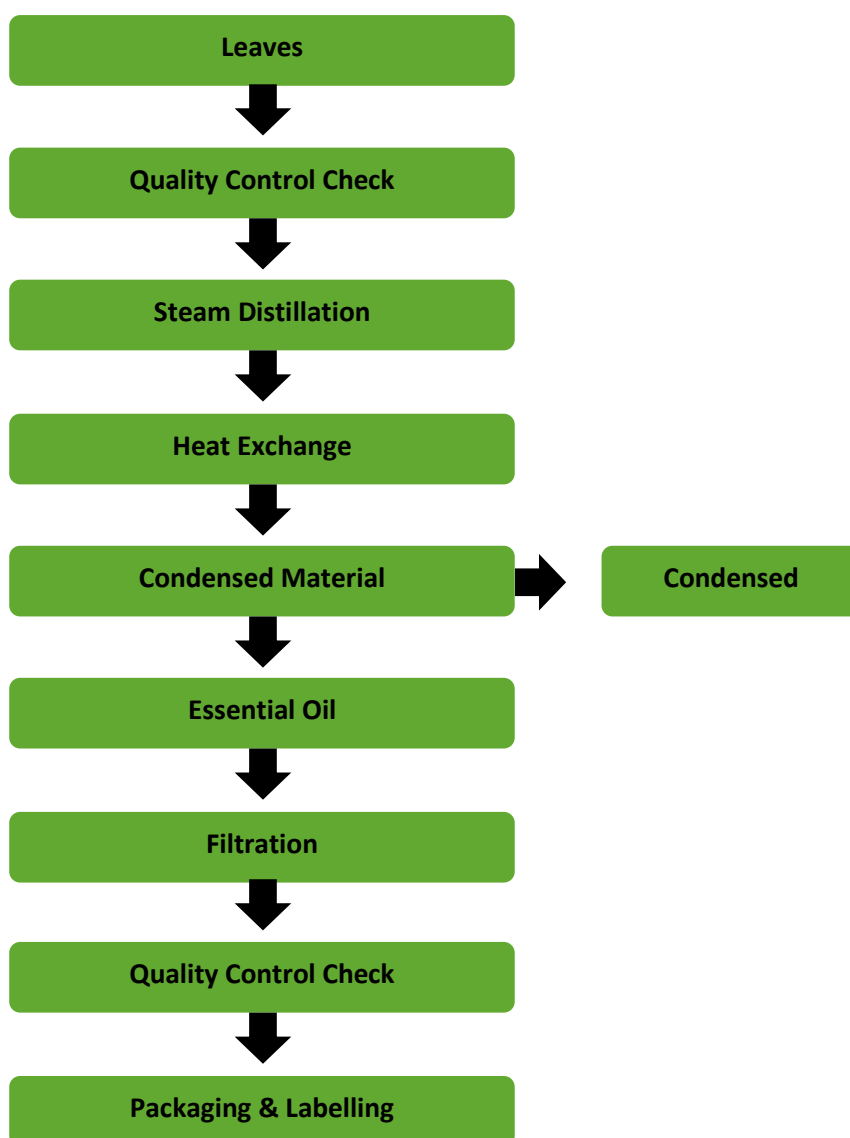 Leaves
Quality Control Check
Steam Distillation
Heat Exchange
Condensed Material
Condensed
Essential Oil
Filtration
Quality Control Check
Packaging & Labelling